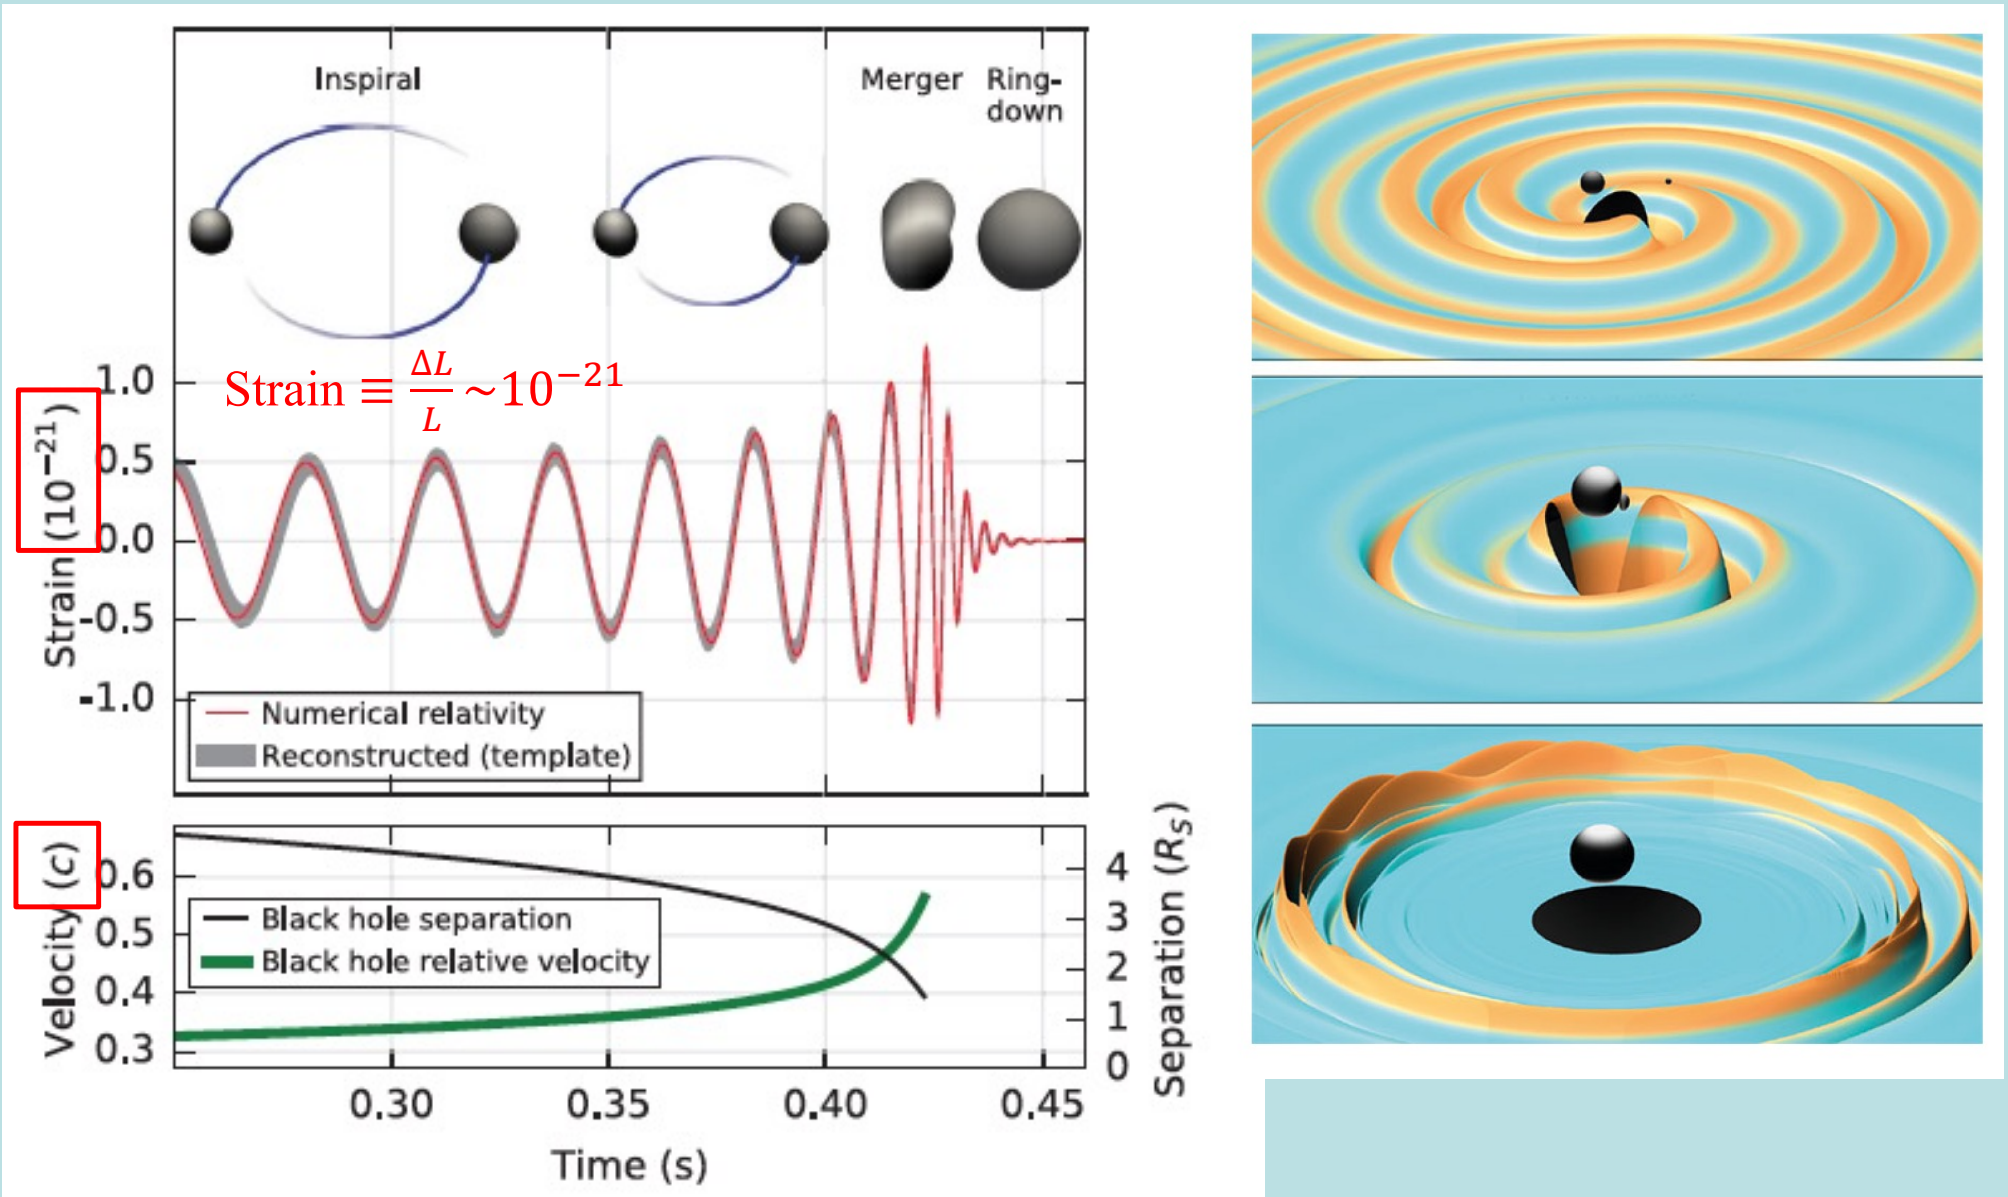 Inspiral
Merger
Ring-
down
Strain ≡ ΔL/L ~10⁻²¹
Strain (10⁻²¹)
1.0
0.5
0.0
-0.5
-1.0
Numerical relativity
Reconstructed (template)
Velocity (c)
0.6
0.5
0.4
0.3
Black hole separation
Black hole relative velocity
4
3
2
1
0
Separation (R_S)
0.30 0.35 0.40 0.45
Time (s)